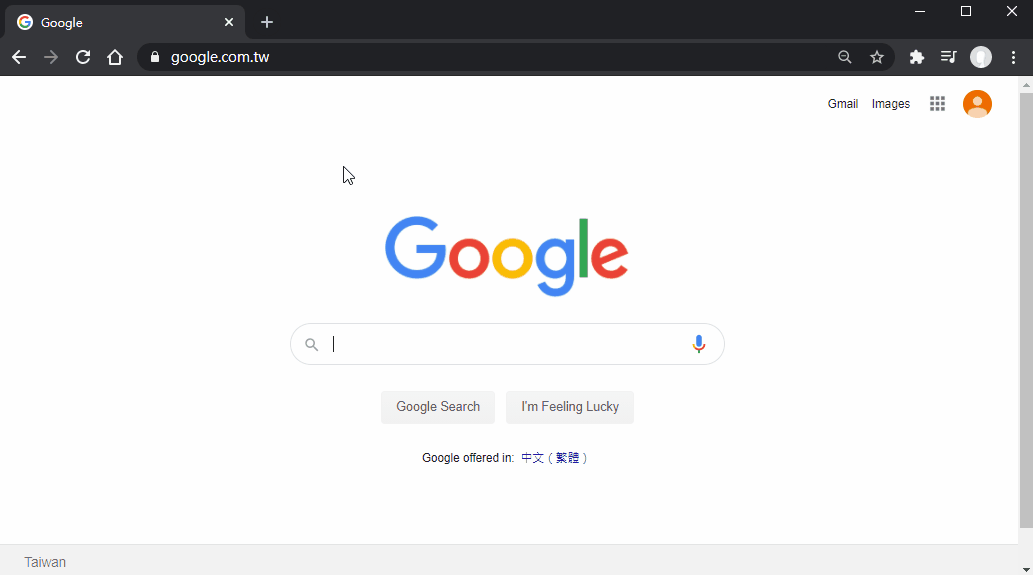 Google
google.com.tw
Gmail Images
Google
Google Search I'm Feeling Lucky
Google offered in: 中文（繁體）
Taiwan